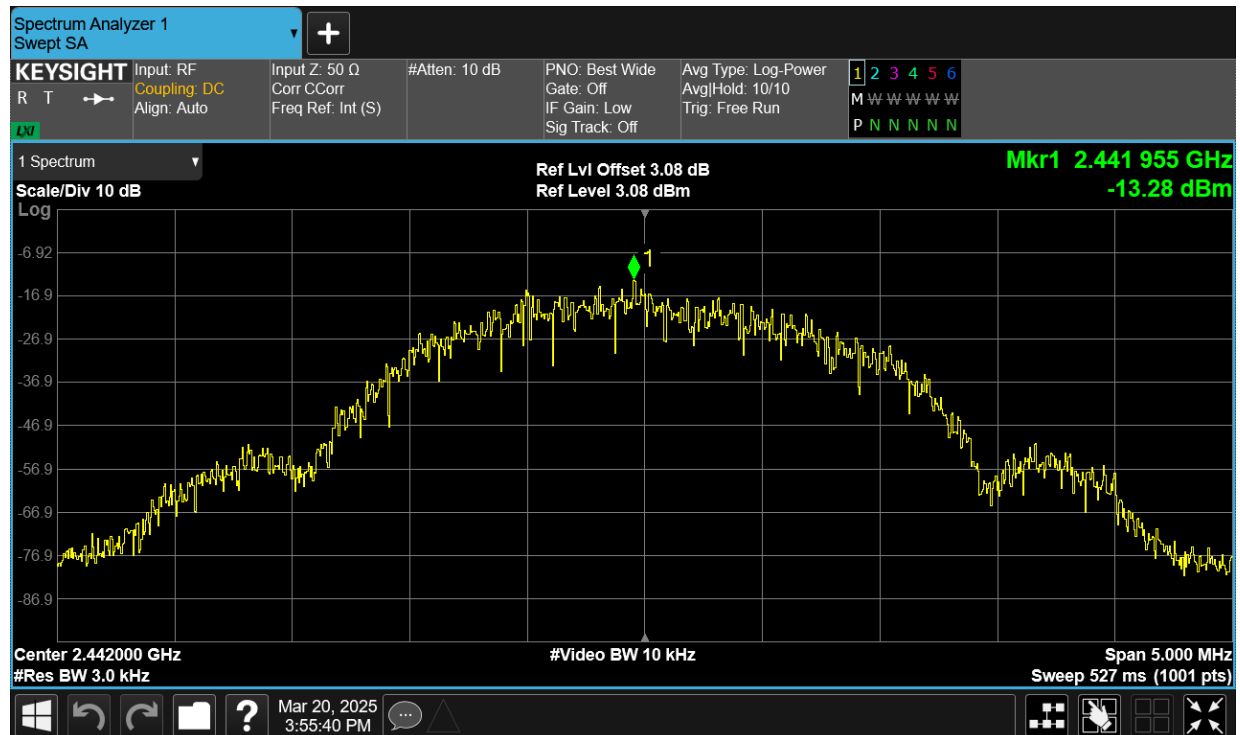 Spectrum Analyzer 1
Swept SA
KEYSIGHT
R T
LXI
Input: RF
Coupling: DC
Align: Auto
Input Z: 50 Ω
Corr CCorr
Freq Ref: Int (S)
#Atten: 10 dB
PNO: Best Wide
Gate: Off
IF Gain: Low
Sig Track: Off
Avg Type: Log-Power
Avg|Hold: 10/10
Trig: Free Run
1 2 3 4 5 6
M W W W W W
P N N N N N
1 Spectrum
Scale/Div 10 dB
Ref Lvl Offset 3.08 dB
Ref Level 3.08 dBm
Mkr1 2.441 955 GHz
-13.28 dBm
Log
1
-6.92
-16.9
-26.9
-36.9
-46.9
-56.9
-66.9
-76.9
-86.9
Center 2.442000 GHz
#Res BW 3.0 kHz
#Video BW 10 kHz
Span 5.000 MHz
Sweep 527 ms (1001 pts)
?
Mar 20, 2025
3:55:40 PM